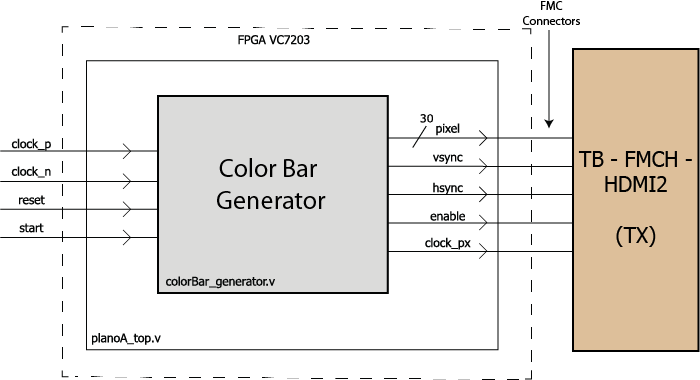 FMC
Connectors
FPGA VC7203
clock_p
clock_n
reset
start
Color Bar
Generator
colorBar_generator.v
planoA_top.v
30
pixel
vsync
hsync
enable
clock_px
TB - FMCH -
HDMI2
(TX)